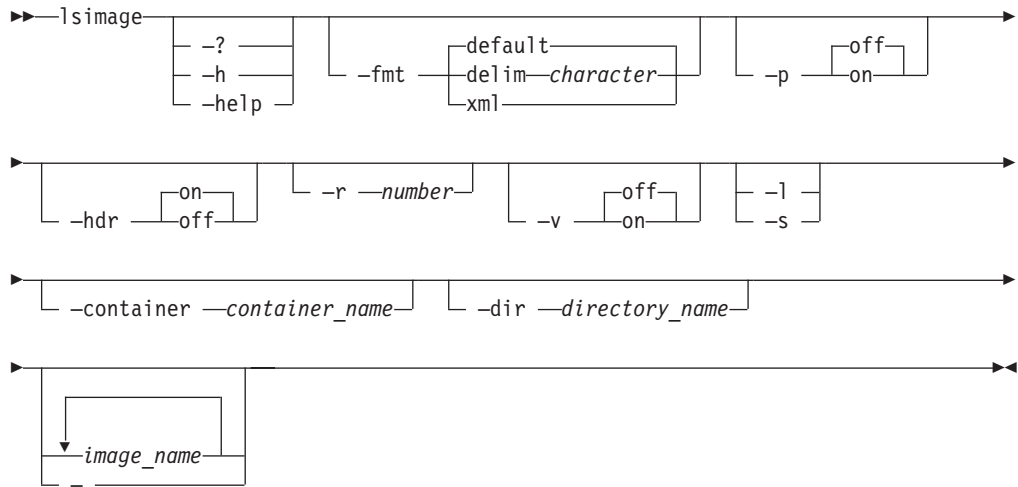 lsimage
–?
–h
–help
–fmt default
delim character
xml
–p off
on
–hdr on
off
–r number
–v off
on
–l
–s
–container container_name
–dir directory_name
image_name
–